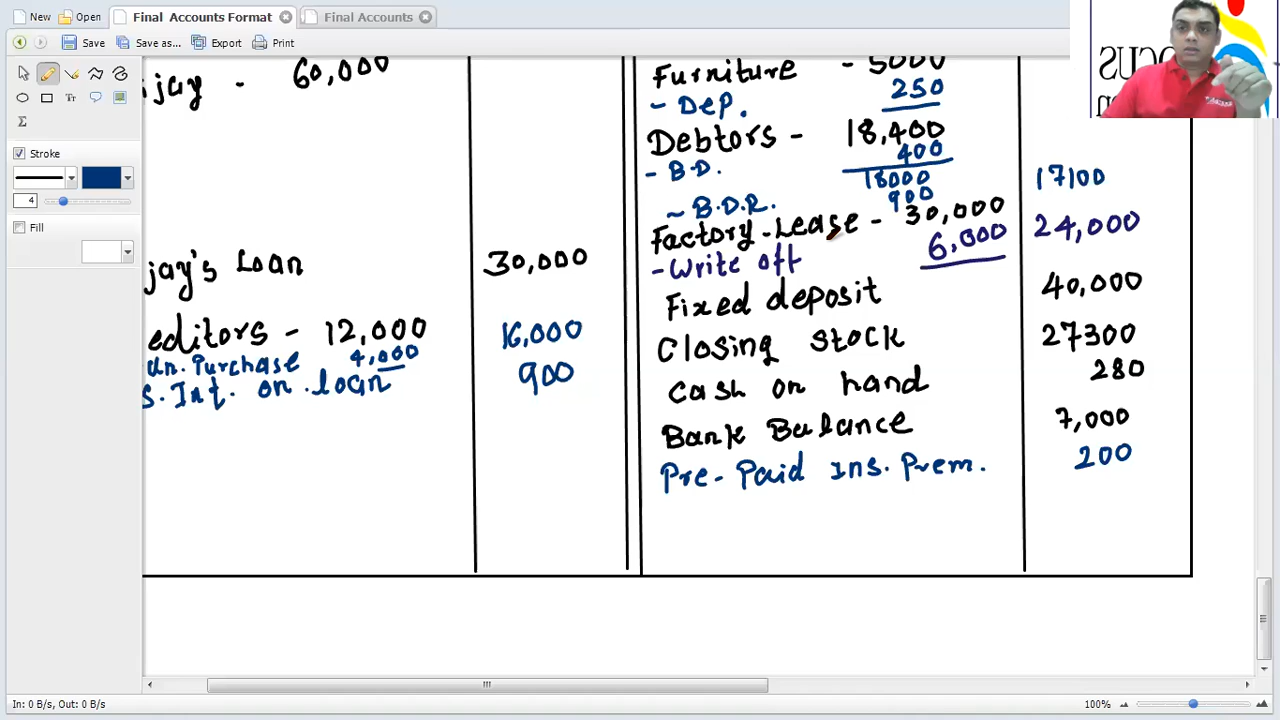 New Open Final Accounts Format Final Accounts
Save Save as... Export Print
Stroke
4
Fill
ijay - 60,000
jay's Loan 30,000
editors - 12,000 16,000
un. Purchase 4,000
S. Int. on loan 900
Furniture - 5000
- Dep. 250
Debtors - 18,400
- B.D. 400
18000 17100
- B.D.R. 900
Factory Lease - 30,000 24,000
- Write off 6,000
Fixed deposit 40,000
Closing stock 27300
Cash on hand 280
Bank Balance 7,000
Pre-Paid Ins. Prem. 200
In: 0 B/s, Out: 0 B/s 100%